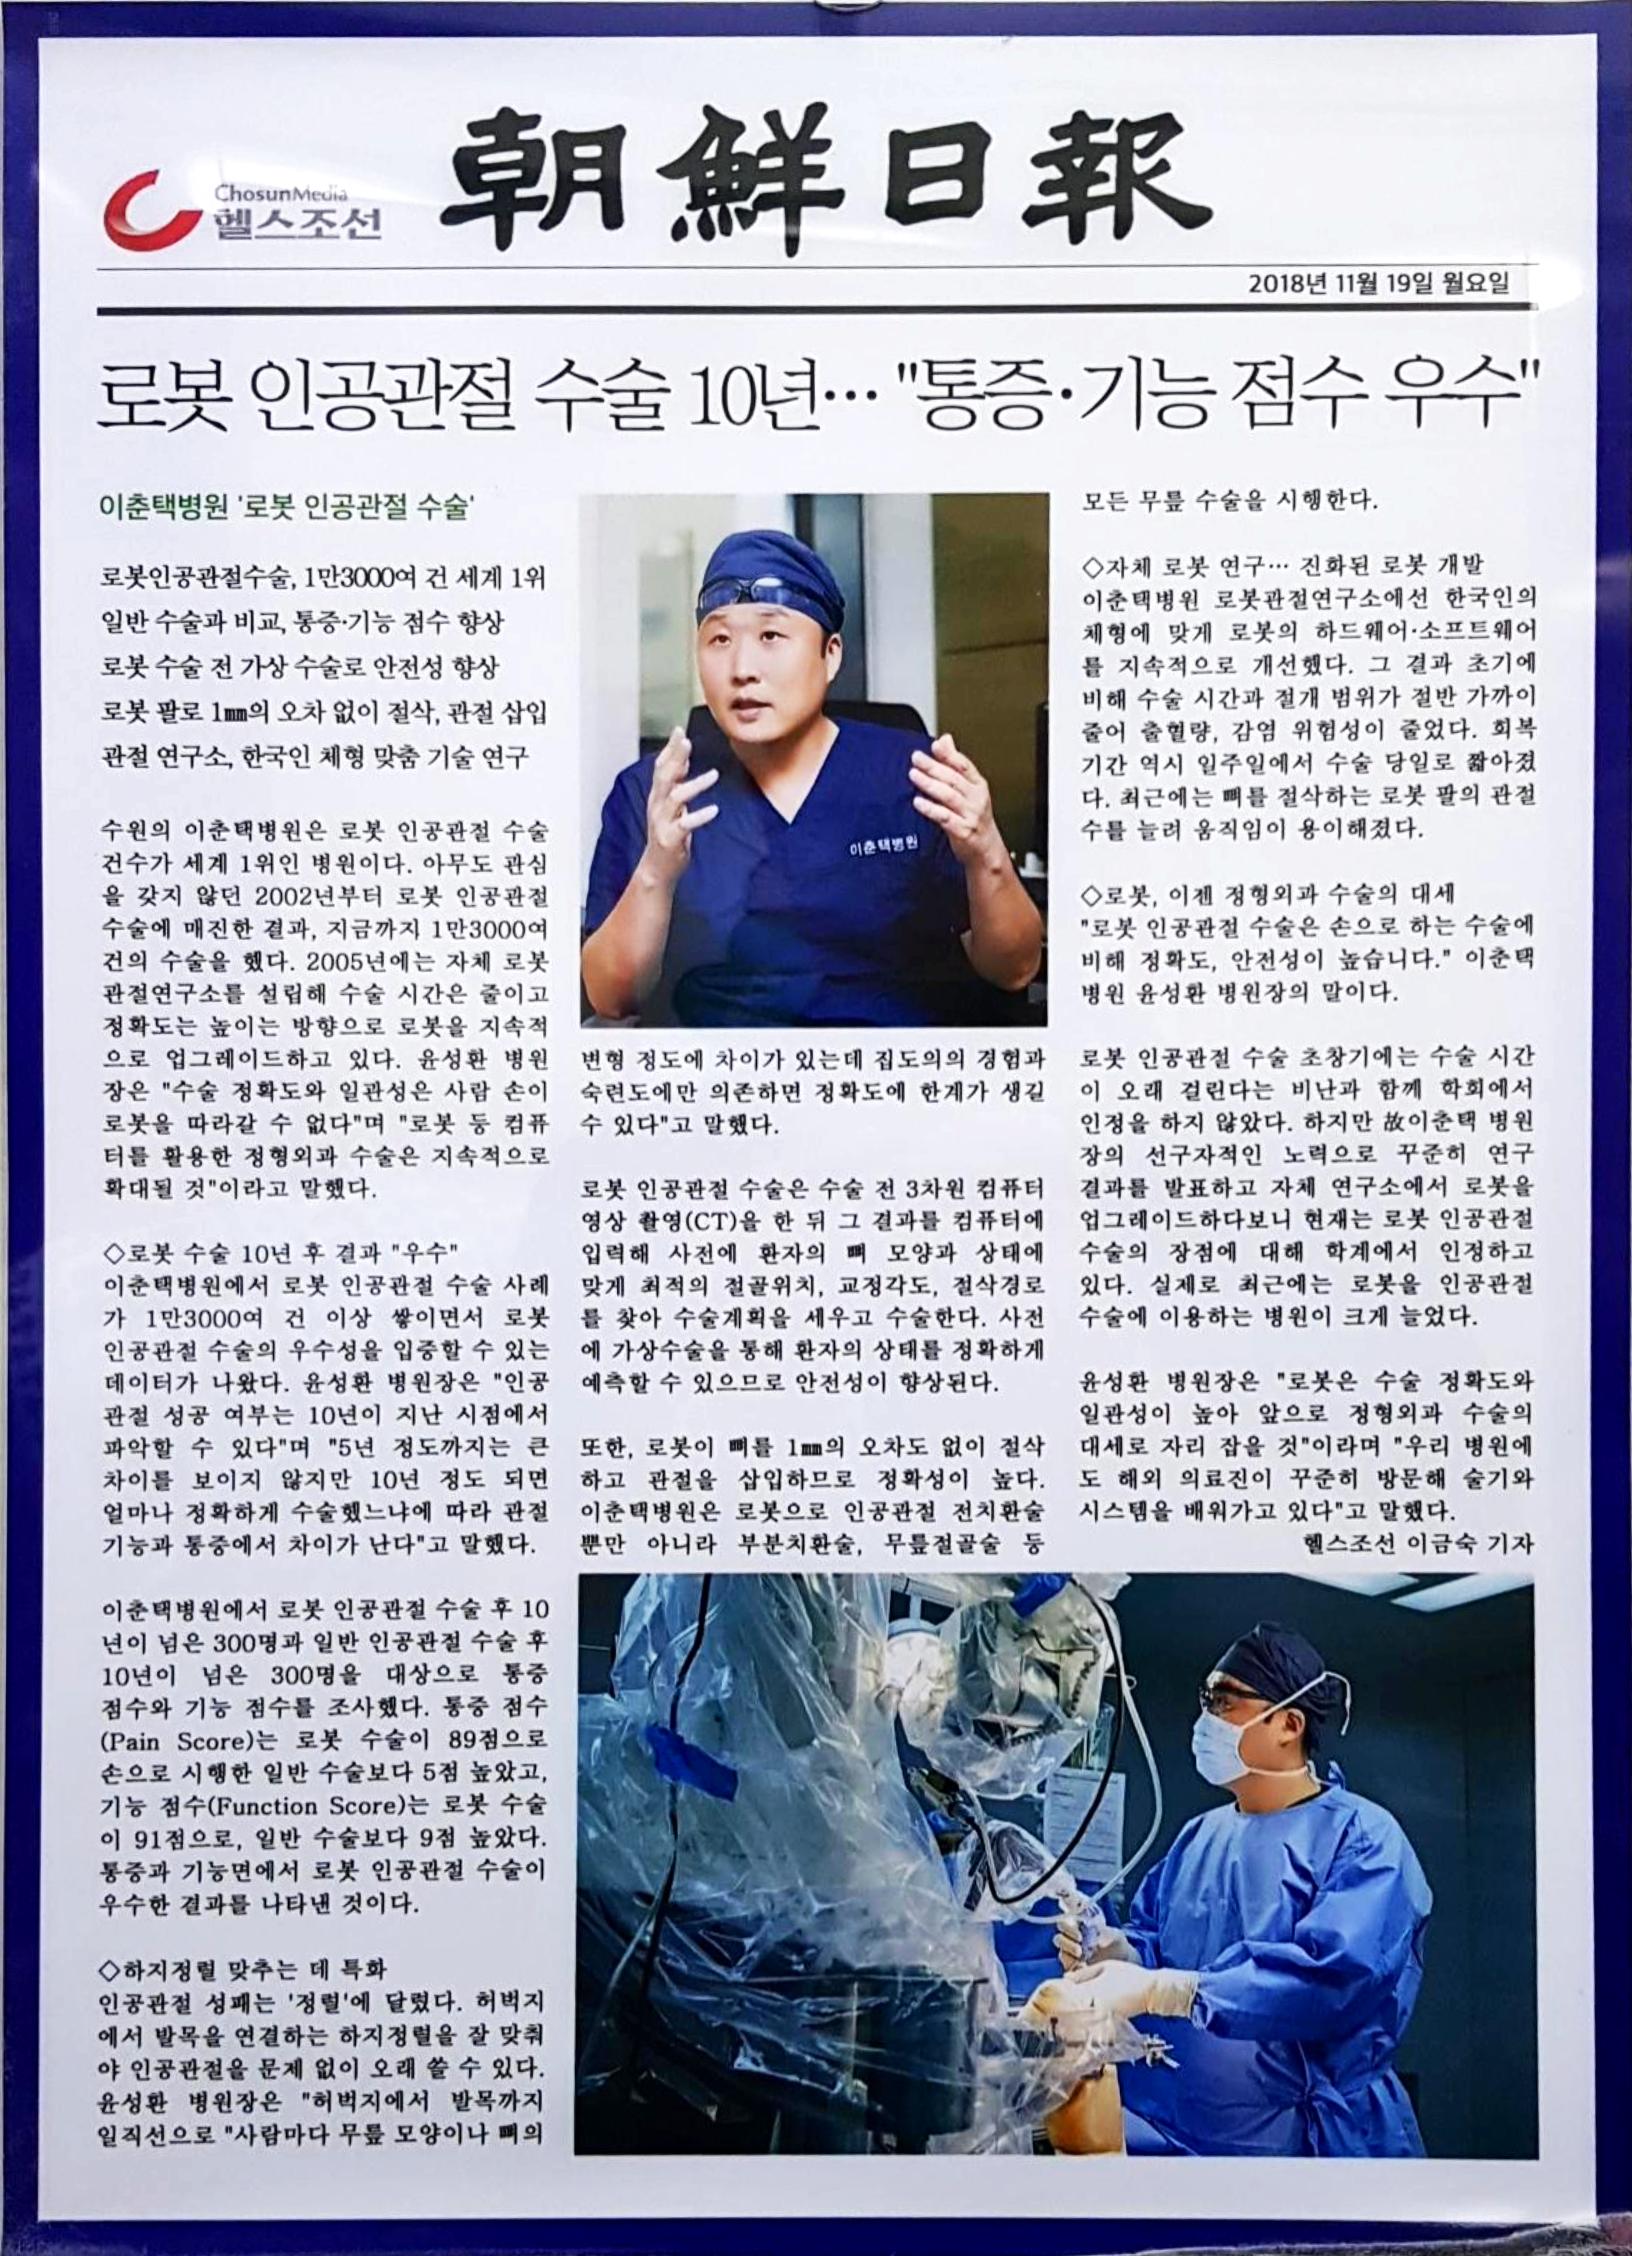 ChosunMedia
헬스조선
朝鮮日報
2018년 11월 19일 월요일
로봇 인공관절 수술 10년… "통증·기능 점수 우수"
이춘택병원 '로봇 인공관절 수술'
로봇인공관절수술, 1만3000여 건 세계 1위
일반 수술과 비교, 통증·기능 점수 향상
로봇 수술 전 가상 수술로 안전성 향상
로봇 팔로 1㎜의 오차 없이 절삭, 관절 삽입
관절 연구소, 한국인 체형 맞춤 기술 연구
수원의 이춘택병원은 로봇 인공관절 수술
건수가 세계 1위인 병원이다. 아무도 관심
을 갖지 않던 2002년부터 로봇 인공관절
수술에 매진한 결과, 지금까지 1만3000여
건의 수술을 했다. 2005년에는 자체 로봇
관절연구소를 설립해 수술 시간은 줄이고
정확도는 높이는 방향으로 로봇을 지속적
으로 업그레이드하고 있다. 윤성환 병원
장은 "수술 정확도와 일관성은 사람 손이
로봇을 따라갈 수 없다"며 "로봇 등 컴퓨
터를 활용한 정형외과 수술은 지속적으로
확대될 것"이라고 말했다.
◇로봇 수술 10년 후 결과 "우수"
이춘택병원에서 로봇 인공관절 수술 사례
가 1만3000여 건 이상 쌓이면서 로봇
인공관절 수술의 우수성을 입증할 수 있는
데이터가 나왔다. 윤성환 병원장은 "인공
관절 성공 여부는 10년이 지난 시점에서
파악할 수 있다"며 "5년 정도까지는 큰
차이를 보이지 않지만 10년 정도 되면
얼마나 정확하게 수술했느냐에 따라 관절
기능과 통증에서 차이가 난다"고 말했다.
이춘택병원에서 로봇 인공관절 수술 후 10
년이 넘은 300명과 일반 인공관절 수술 후
10년이 넘은 300명을 대상으로 통증
점수와 기능 점수를 조사했다. 통증 점수
(Pain Score)는 로봇 수술이 89점으로
손으로 시행한 일반 수술보다 5점 높았고,
기능 점수(Function Score)는 로봇 수술
이 91점으로, 일반 수술보다 9점 높았다.
통증과 기능면에서 로봇 인공관절 수술이
우수한 결과를 나타낸 것이다.
◇하지정렬 맞추는 데 특화
인공관절 성패는 '정렬'에 달렸다. 허벅지
에서 발목을 연결하는 하지정렬을 잘 맞춰
야 인공관절을 문제 없이 오래 쓸 수 있다.
윤성환 병원장은 "허벅지에서 발목까지
일직선으로 "사람마다 무릎 모양이나 뼈의
이춘택병원
변형 정도에 차이가 있는데 집도의의 경험과
숙련도에만 의존하면 정확도에 한계가 생길
수 있다"고 말했다.
로봇 인공관절 수술은 수술 전 3차원 컴퓨터
영상 촬영(CT)을 한 뒤 그 결과를 컴퓨터에
입력해 사전에 환자의 뼈 모양과 상태에
맞게 최적의 절골위치, 교정각도, 절삭경로
를 찾아 수술계획을 세우고 수술한다. 사전
에 가상수술을 통해 환자의 상태를 정확하게
예측할 수 있으므로 안전성이 향상된다.
또한, 로봇이 뼈를 1㎜의 오차도 없이 절삭
하고 관절을 삽입하므로 정확성이 높다.
이춘택병원은 로봇으로 인공관절 전치환술
뿐만 아니라 부분치환술, 무릎절골술 등
모든 무릎 수술을 시행한다.
◇자체 로봇 연구… 진화된 로봇 개발
이춘택병원 로봇관절연구소에선 한국인의
체형에 맞게 로봇의 하드웨어·소프트웨어
를 지속적으로 개선했다. 그 결과 초기에
비해 수술 시간과 절개 범위가 절반 가까이
줄어 출혈량, 감염 위험성이 줄었다. 회복
기간 역시 일주일에서 수술 당일로 짧아졌
다. 최근에는 뼈를 절삭하는 로봇 팔의 관절
수를 늘려 움직임이 용이해졌다.
◇로봇, 이젠 정형외과 수술의 대세
"로봇 인공관절 수술은 손으로 하는 수술에
비해 정확도, 안전성이 높습니다." 이춘택
병원 윤성환 병원장의 말이다.
로봇 인공관절 수술 초창기에는 수술 시간
이 오래 걸린다는 비난과 함께 학회에서
인정을 하지 않았다. 하지만 故이춘택 병원
장의 선구자적인 노력으로 꾸준히 연구
결과를 발표하고 자체 연구소에서 로봇을
업그레이드하다보니 현재는 로봇 인공관절
수술의 장점에 대해 학계에서 인정하고
있다. 실제로 최근에는 로봇을 인공관절
수술에 이용하는 병원이 크게 늘었다.
윤성환 병원장은 "로봇은 수술 정확도와
일관성이 높아 앞으로 정형외과 수술의
대세로 자리 잡을 것"이라며 "우리 병원에
도 해외 의료진이 꾸준히 방문해 술기와
시스템을 배워가고 있다"고 말했다.
헬스조선 이금숙 기자